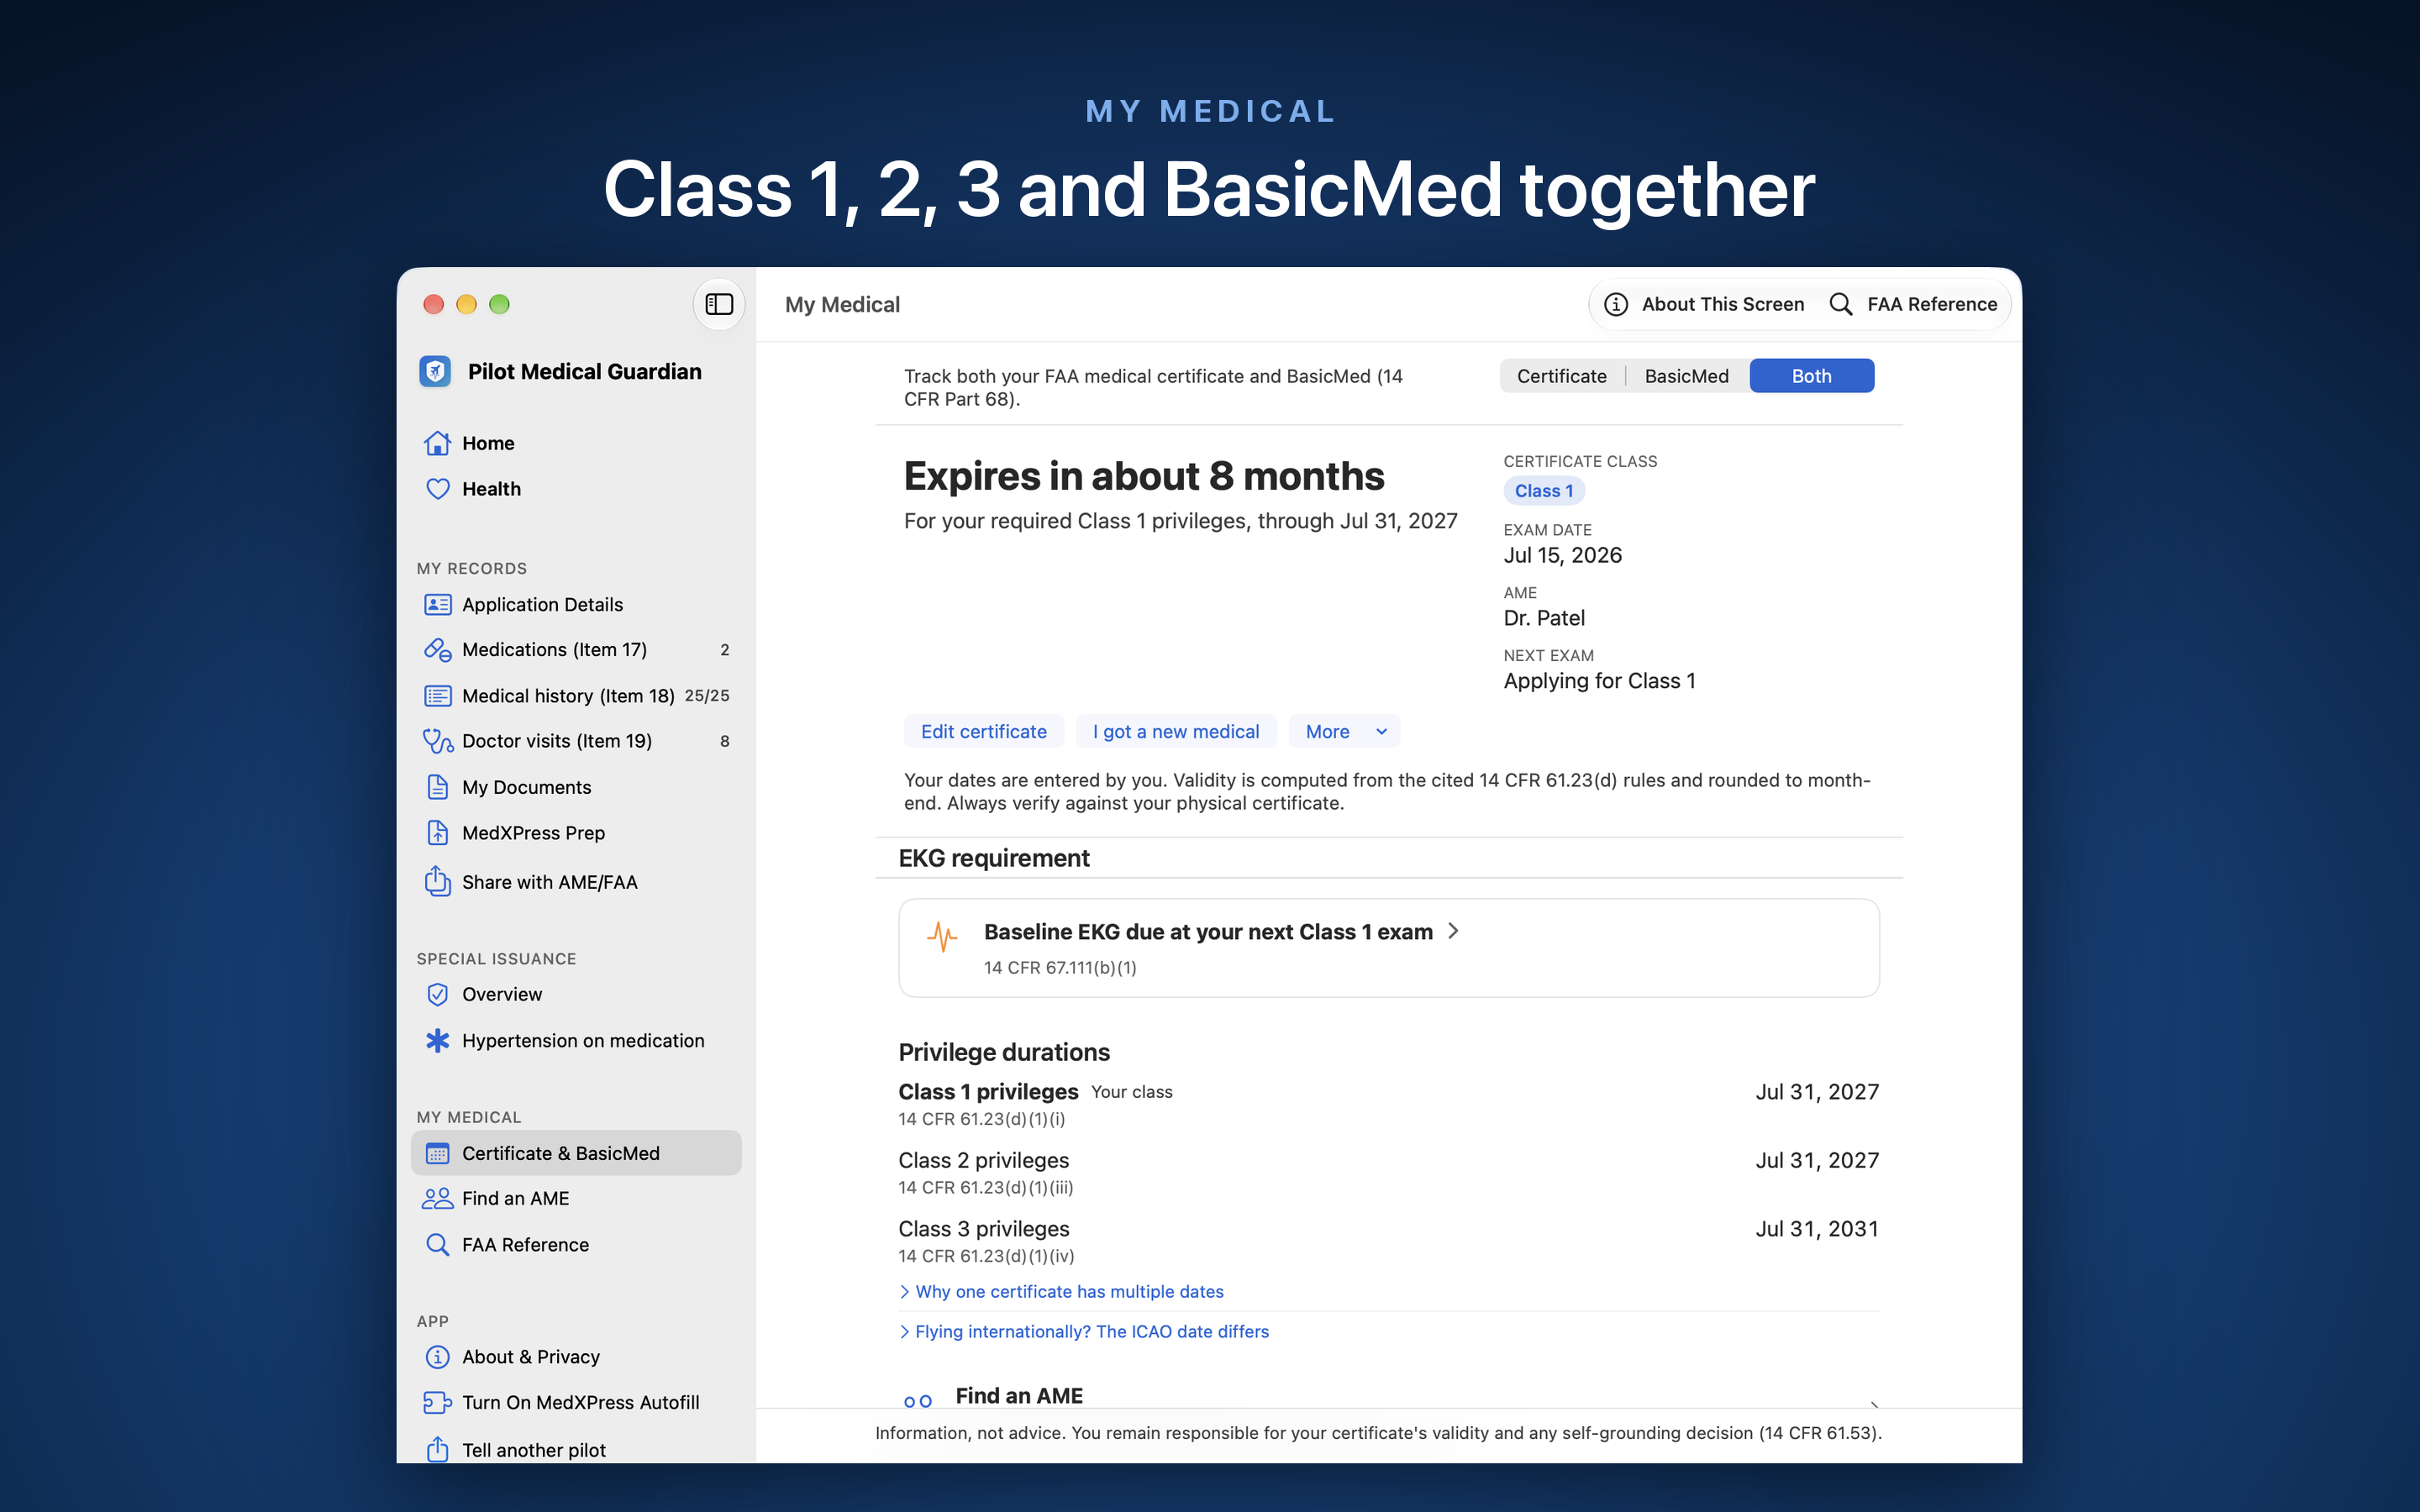 MY MEDICAL
Class 1, 2, 3 and BasicMed together
Pilot Medical Guardian
Home
Health
MY RECORDS
Application Details
Medications (Item 17) 2
Medical history (Item 18) 25/25
Doctor visits (Item 19) 8
My Documents
MedXPress Prep
Share with AME/FAA
SPECIAL ISSUANCE
Overview
Hypertension on medication
MY MEDICAL
Certificate & BasicMed
Find an AME
FAA Reference
APP
About & Privacy
Turn On MedXPress Autofill
Tell another pilot
My Medical
About This Screen
FAA Reference
Track both your FAA medical certificate and BasicMed (14
CFR Part 68).
Certificate
BasicMed
Both
Expires in about 8 months
For your required Class 1 privileges, through Jul 31, 2027
CERTIFICATE CLASS
Class 1
EXAM DATE
Jul 15, 2026
AME
Dr. Patel
NEXT EXAM
Applying for Class 1
Edit certificate
I got a new medical
More
Your dates are entered by you. Validity is computed from the cited 14 CFR 61.23(d) rules and rounded to month-
end. Always verify against your physical certificate.
EKG requirement
Baseline EKG due at your next Class 1 exam
14 CFR 67.111(b)(1)
Privilege durations
Class 1 privileges Your class Jul 31, 2027
14 CFR 61.23(d)(1)(i)
Class 2 privileges Jul 31, 2027
14 CFR 61.23(d)(1)(iii)
Class 3 privileges Jul 31, 2031
14 CFR 61.23(d)(1)(iv)
Why one certificate has multiple dates
Flying internationally? The ICAO date differs
Find an AME
Information, not advice. You remain responsible for your certificate's validity and any self-grounding decision (14 CFR 61.53).